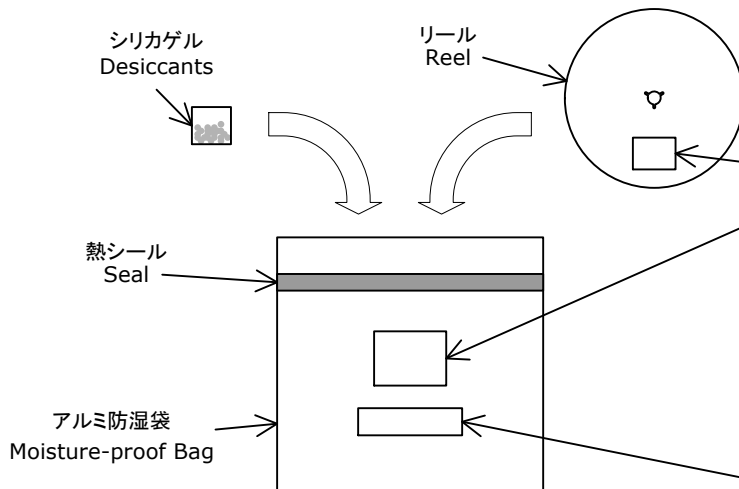 シリカゲル
Desiccants
リール
Reel
熱シール
Seal
アルミ防湿袋
Moisture-proof Bag